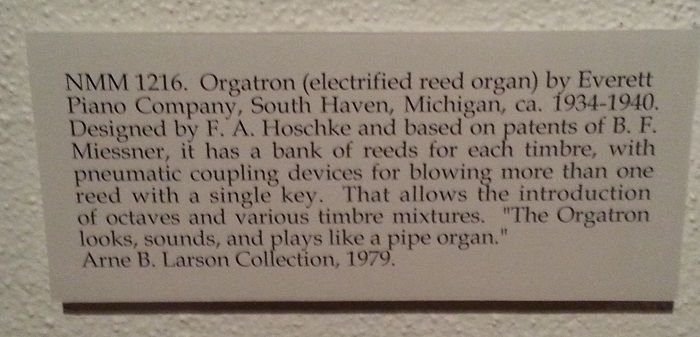 NMM 1216. Orgatron (electrified reed organ) by Everett
Piano Company, South Haven, Michigan, ca. 1934-1940.
Designed by F. A. Hoschke and based on patents of B. F.
Miessner, it has a bank of reeds for each timbre, with
pneumatic coupling devices for blowing more than one
reed with a single key. That allows the introduction
of octaves and various timbre mixtures. "The Orgatron
looks, sounds, and plays like a pipe organ."
Arne B. Larson Collection, 1979.